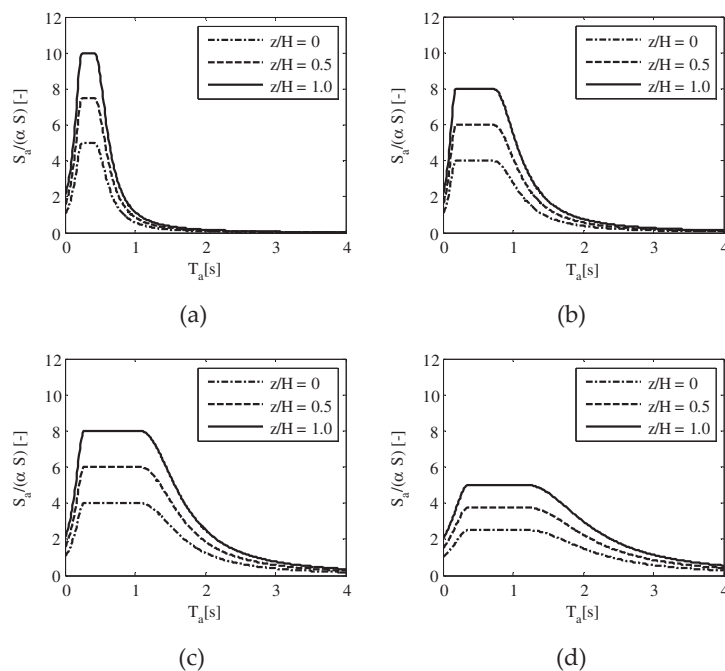 12
10
8
6
4
2
0
S_a/(α S) [-]
z/H = 0
z/H = 0.5
z/H = 1.0
0 1 2 3 4
T_a[s]
(a)
12
10
8
6
4
2
0
S_a/(α S) [-]
z/H = 0
z/H = 0.5
z/H = 1.0
0 1 2 3 4
T_a[s]
(b)
12
10
8
6
4
2
0
S_a/(α S) [-]
z/H = 0
z/H = 0.5
z/H = 1.0
0 1 2 3 4
T_a[s]
(c)
12
10
8
6
4
2
0
S_a/(α S) [-]
z/H = 0
z/H = 0.5
z/H = 1.0
0 1 2 3 4
T_a[s]
(d)